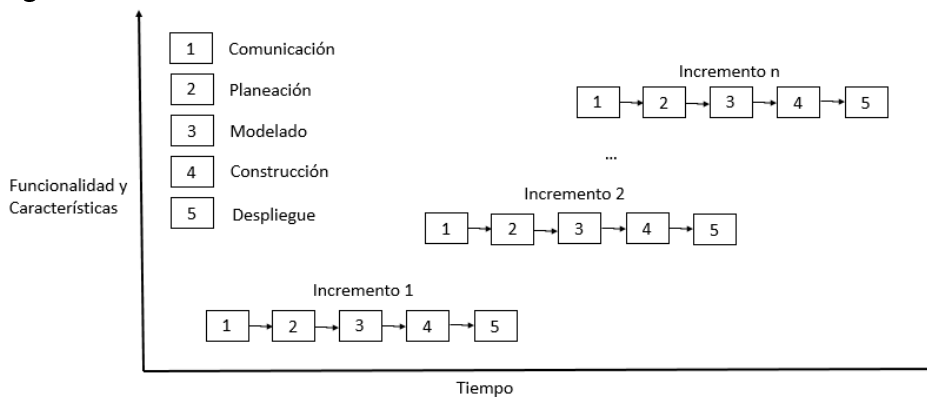 1 Comunicación
2 Planeación
3 Modelado
4 Construcción
5 Despliegue
Funcionalidad y
Características
Incremento n
1 2 3 4 5
...
Incremento 2
1 2 3 4 5
Incremento 1
1 2 3 4 5
Tiempo